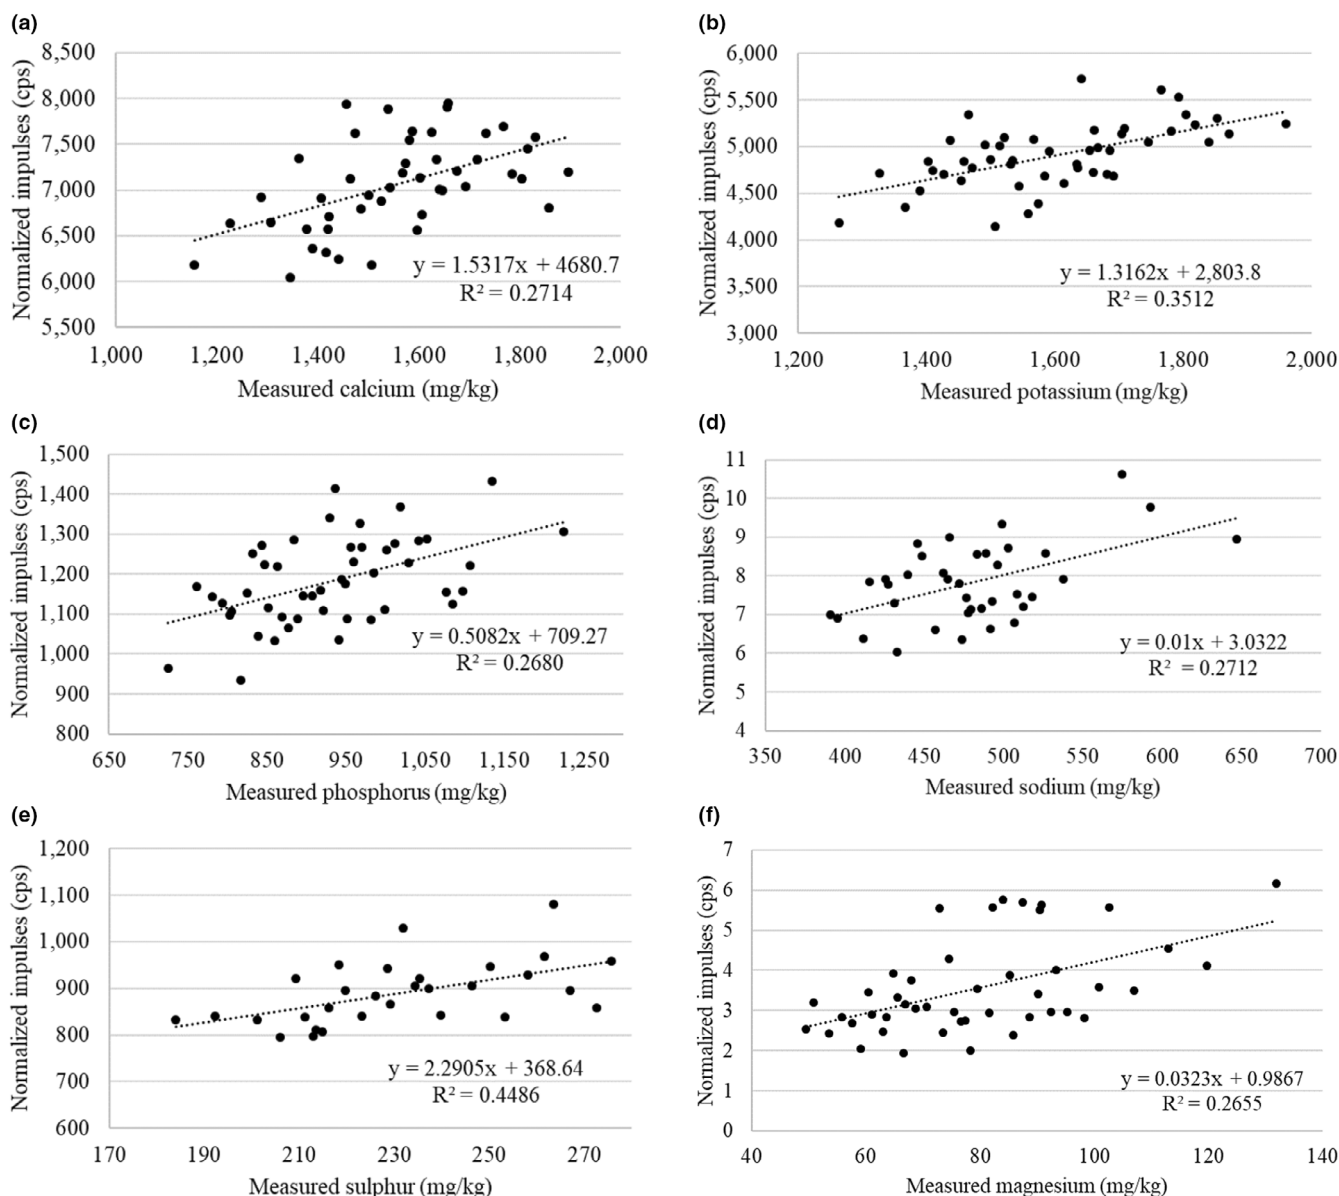 (a)
Normalized impulses (cps)
8,500
8,000
7,500
7,000
6,500
6,000
5,500
y = 1.5317x + 4680.7
R² = 0.2714
1,000 1,200 1,400 1,600 1,800 2,000
Measured calcium (mg/kg)
(b)
Normalized impulses (cps)
6,000
5,500
5,000
4,500
4,000
3,500
3,000
y = 1.3162x + 2,803.8
R² = 0.3512
1,200 1,400 1,600 1,800 2,000
Measured potassium (mg/kg)
(c)
Normalized impulses (cps)
1,500
1,400
1,300
1,200
1,100
1,000
900
800
y = 0.5082x + 709.27
R² = 0.2680
650 750 850 950 1,050 1,150 1,250
Measured phosphorus (mg/kg)
(d)
Normalized impulses (cps)
11
10
9
8
7
6
5
4
y = 0.01x + 3.0322
R² = 0.2712
350 400 450 500 550 600 650 700
Measured sodium (mg/kg)
(e)
Normalized impulses (cps)
1,200
1,100
1,000
900
800
700
600
y = 2.2905x + 368.64
R² = 0.4486
170 190 210 230 250 270
Measured sulphur (mg/kg)
(f)
Normalized impulses (cps)
7
6
5
4
3
2
1
0
y = 0.0323x + 0.9867
R² = 0.2655
40 60 80 100 120 140
Measured magnesium (mg/kg)